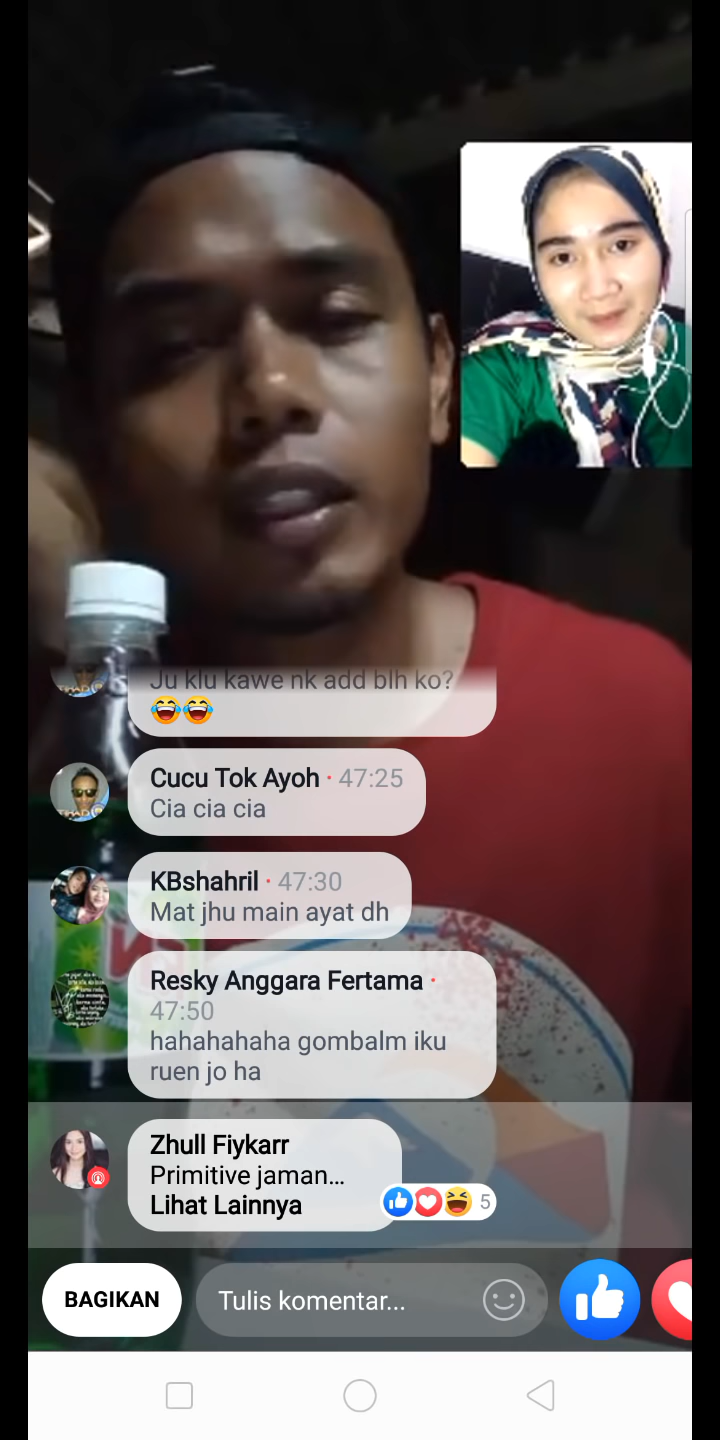 Ju klu kawe nk add blh ko?
😂😂
Cucu Tok Ayoh · 47:25
Cia cia cia
KBshahril · 47:30
Mat jhu main ayat dh
Resky Anggara Fertama ·
47:50
hahahahaha gombalm iku
ruen jo ha
Zhull Fiykarr
Primitive jaman...
Lihat Lainnya
5
BAGIKAN
Tulis komentar...